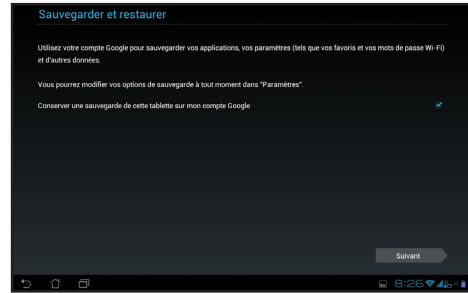 Sauvegarder et restaurer
Utilisez votre compte Google pour sauvegarder vos applications, vos paramètres (tels que vos favoris et vos mots de passe Wi-Fi)
et d'autres données.
Vous pourrez modifier vos options de sauvegarde à tout moment dans "Paramètres".
Conserver une sauvegarde de cette tablette sur mon compte Google
Suivant
8:26